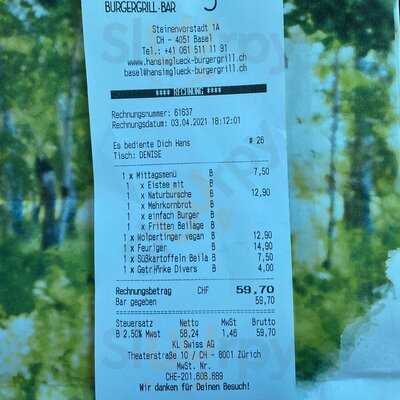 BURGERGRILL·BAR
Steinenvorstadt 1A
CH - 4051 Basel
Tel.: +41 061 511 11 91
www.hansimglueck-burgergrill.ch
basel@hansimglueck-burgergrill.ch
**** RECHNUNG ****
Rechnungsnummer: 61637
Rechnungsdatum: 03.04.2021 18:12:01
Es bediente Dich Hans # 26
Tisch: DENISE
1 x Mittagsmenü B 7,50
1 x Eistee mit B
1 x Naturbursche B 12,90
1 x Mehrkornbrot B
1 x einfach Burger B
1 x Fritten Beilage B
1 x Wolpertinger vegan B 12,90
1 x Feuriger B 14,90
1 x Süßkartoffeln Beila B 7,50
1 x Getränke Divers B 4,00
Rechnungsbetrag CHF 59,70
Bar gegeben 59,70
Steuersatz Netto MwSt Brutto
B 2.50% Mwst 58,24 1,46 59,70
KL Swiss AG
Theaterstraße 10 / CH - 8001 Zürich
MwSt. Nr.
CHE-201.608.889
Wir danken für Deinen Besuch!